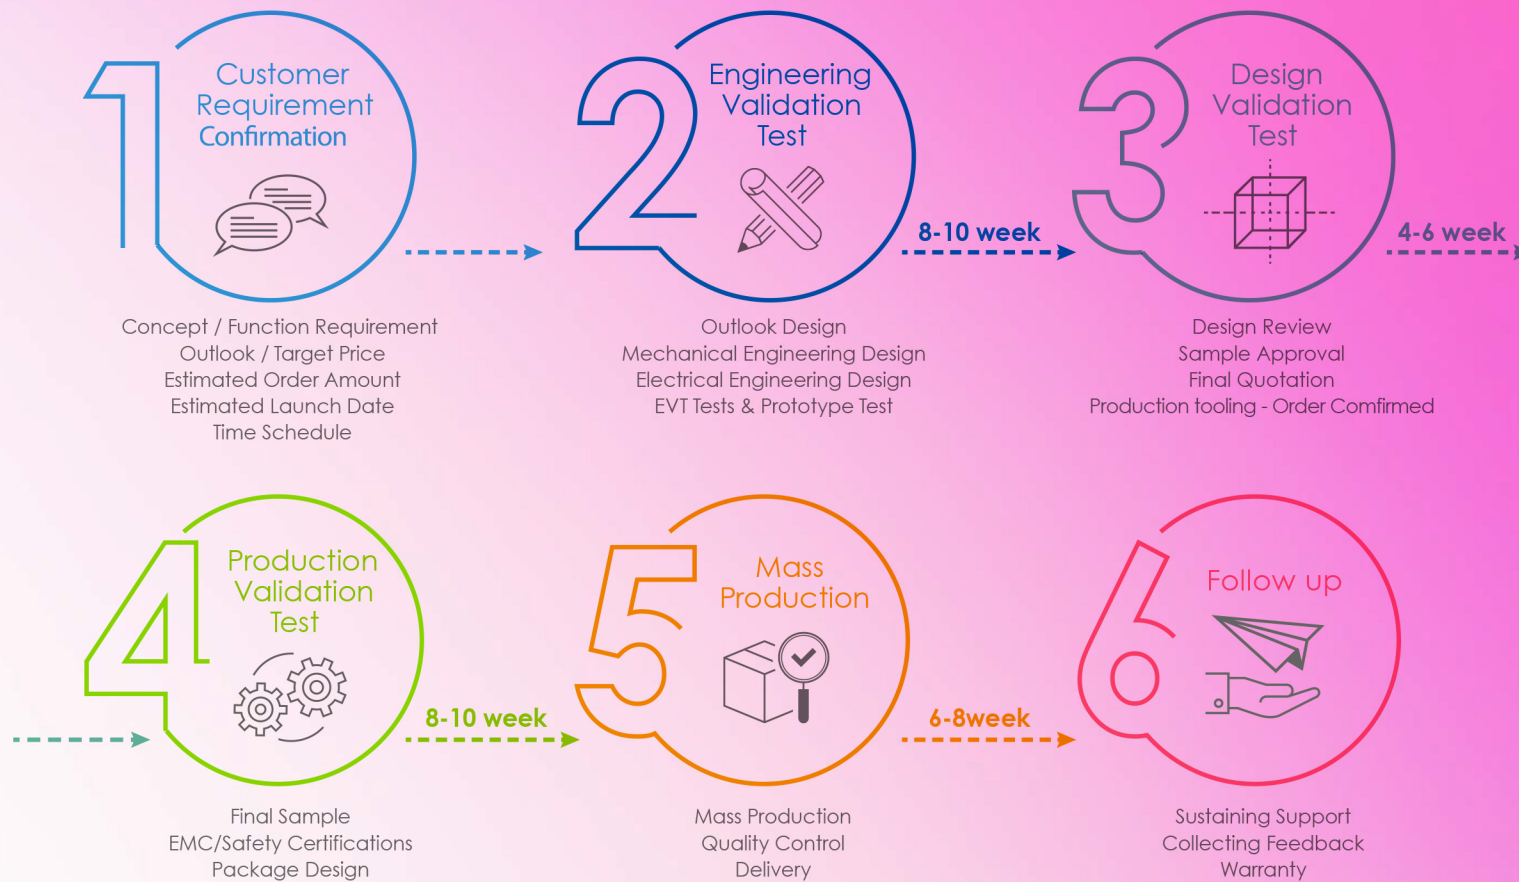 1
Customer
Requirement
Confirmation
Concept / Function Requirement
Outlook / Target Price
Estimated Order Amount
Estimated Launch Date
Time Schedule
2
Engineering
Validation
Test
8-10 week
Outlook Design
Mechanical Engineering Design
Electrical Engineering Design
EVT Tests & Prototype Test
3
Design
Validation
Test
4-6 week
Design Review
Sample Approval
Final Quotation
Production tooling - Order Comfirmed
4
Production
Validation
Test
8-10 week
Final Sample
EMC/Safety Certifications
Package Design
5
Mass
Production
6-8week
Mass Production
Quality Control
Delivery
6
Follow up
Sustaining Support
Collecting Feedback
Warranty